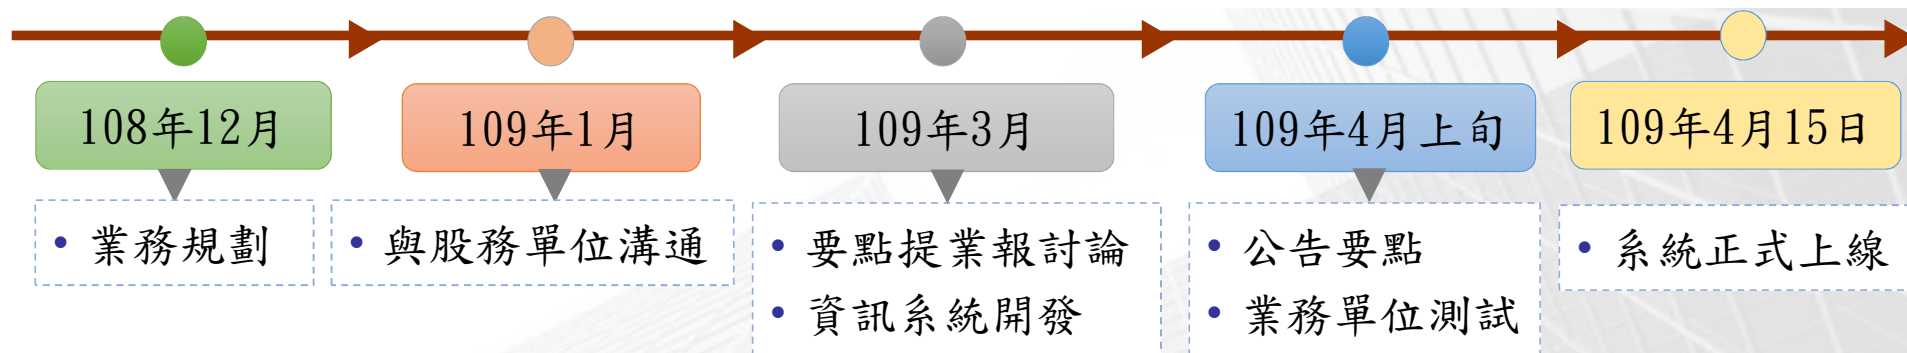 108年12月
109年1月
109年3月
109年4月上旬
109年4月15日
• 業務規劃
• 與股務單位溝通
• 要點提業報討論
• 資訊系統開發
• 公告要點
• 業務單位測試
• 系統正式上線